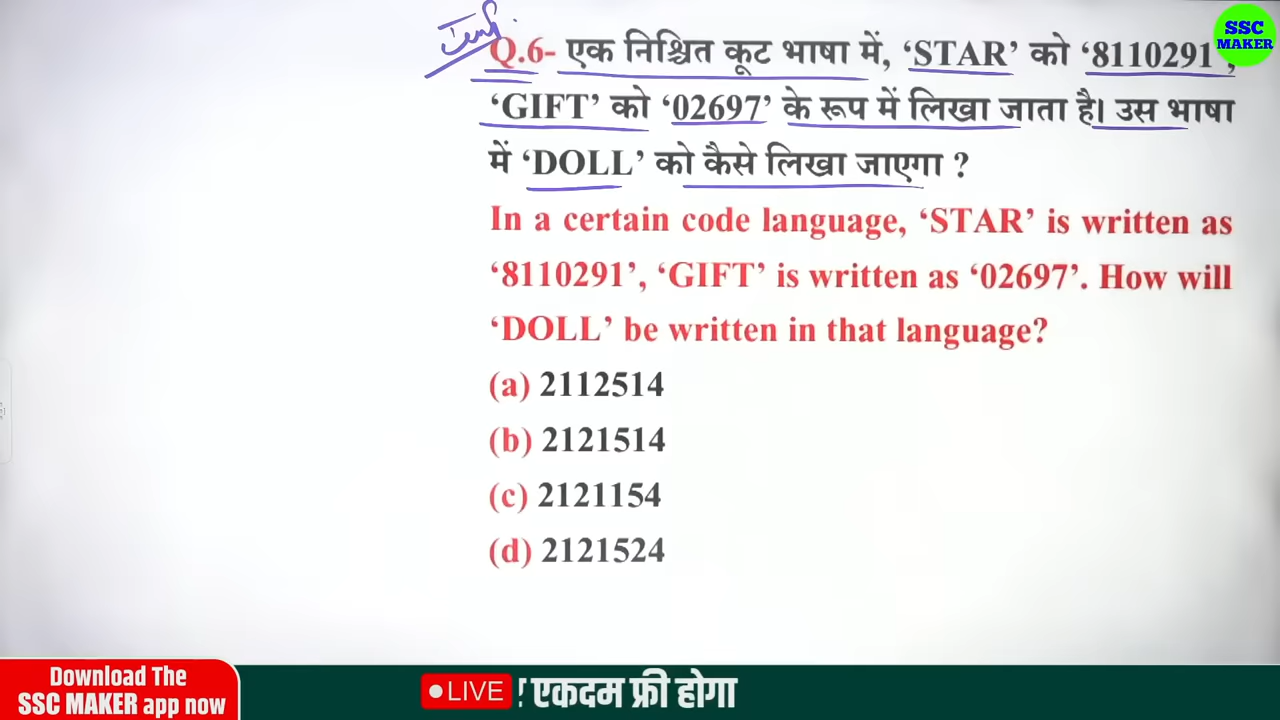 SSC
MAKER
Q.6- एक निश्चित कूट भाषा में, ‘STAR’ को ‘8110291’,
‘GIFT’ को ‘02697’ के रूप में लिखा जाता है। उस भाषा
में ‘DOLL’ को कैसे लिखा जाएगा ?
In a certain code language, ‘STAR’ is written as
‘8110291’, ‘GIFT’ is written as ‘02697’. How will
‘DOLL’ be written in that language?
(a) 2112514
(b) 2121514
(c) 2121154
(d) 2121524
Download The
SSC MAKER app now
LIVE
! एकदम फ्री होगा